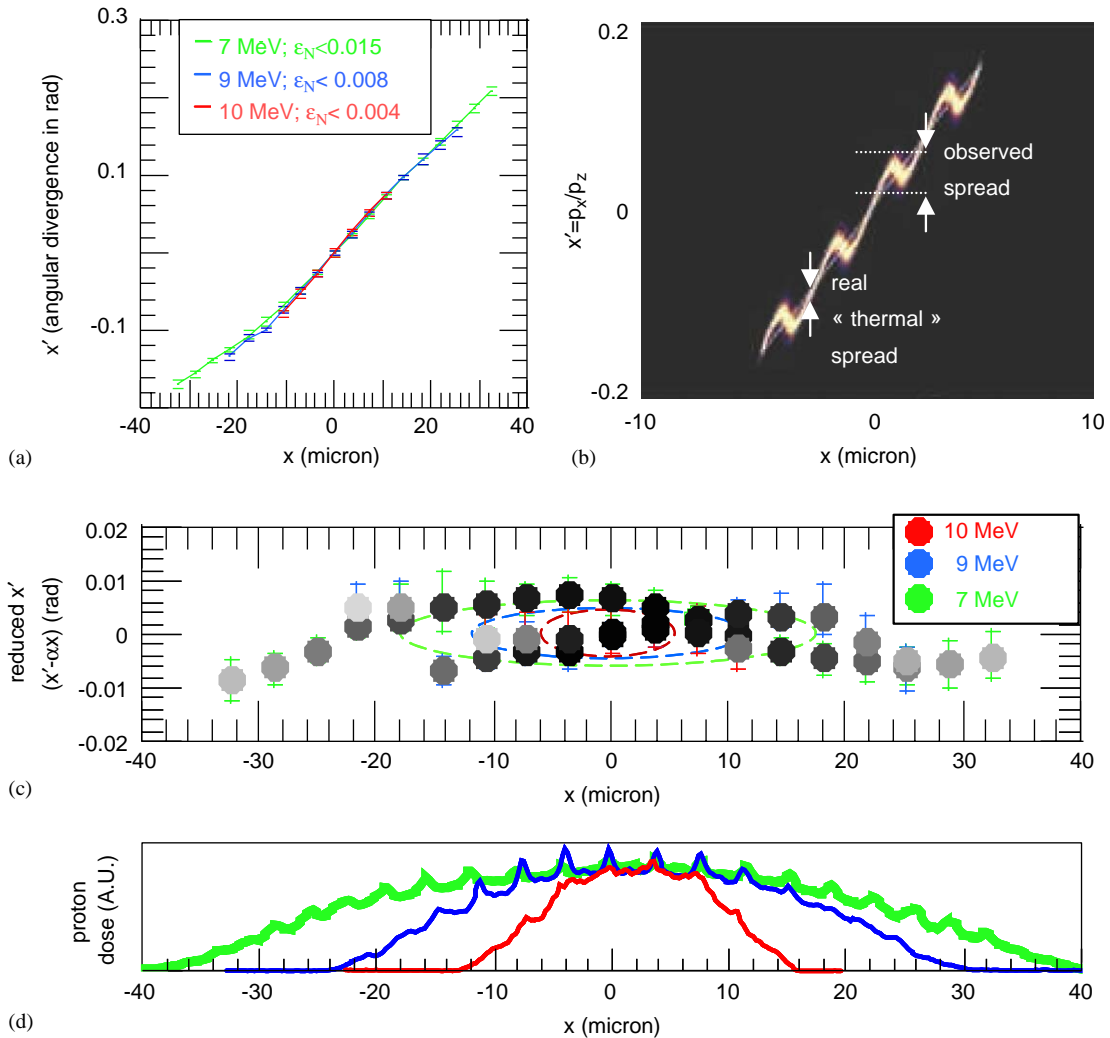 0.3
0.1
-0.1
x′ (angular divergence in rad)
7 MeV; εN<0.015
9 MeV; εN< 0.008
10 MeV; εN< 0.004
-40 -20 0 20 40
x (micron)
(a)
0.2
0
-0.2
x′=px/pz
observed
spread
real
« thermal »
spread
-10 0 10
x (micron)
(b)
0.02
0.01
0
-0.01
-0.02
reduced x′
(x′-αx) (rad)
10 MeV
9 MeV
7 MeV
-40 -30 -20 -10 0 10 20 30 40
x (micron)
(c)
proton
dose (A.U.)
-40 -30 -20 -10 0 10 20 30 40
x (micron)
(d)